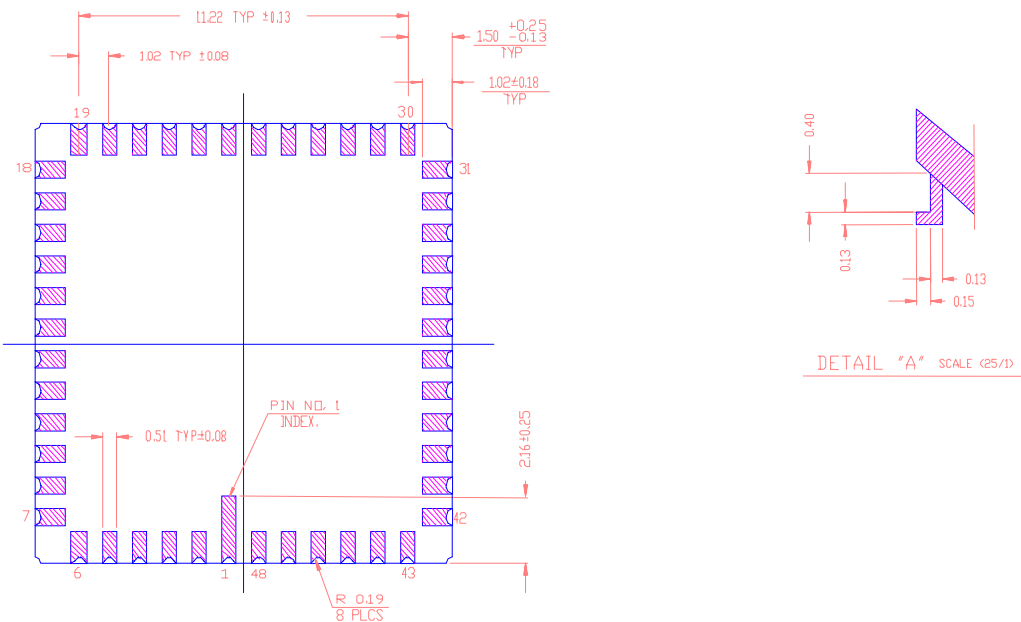 11.22 TYP ±0.13
+0.25
1.50 -0.13
TYP
1.02 TYP ±0.08
1.02±0.18
TYP
19
30
18
31
0.40
0.13
0.13
0.15
DETAIL "A" SCALE (25/1)
PIN NO. 1
INDEX.
0.51 TYP±0.08
2.16±0.25
7
42
6
1
48
43
R 0.19
8 PLCS